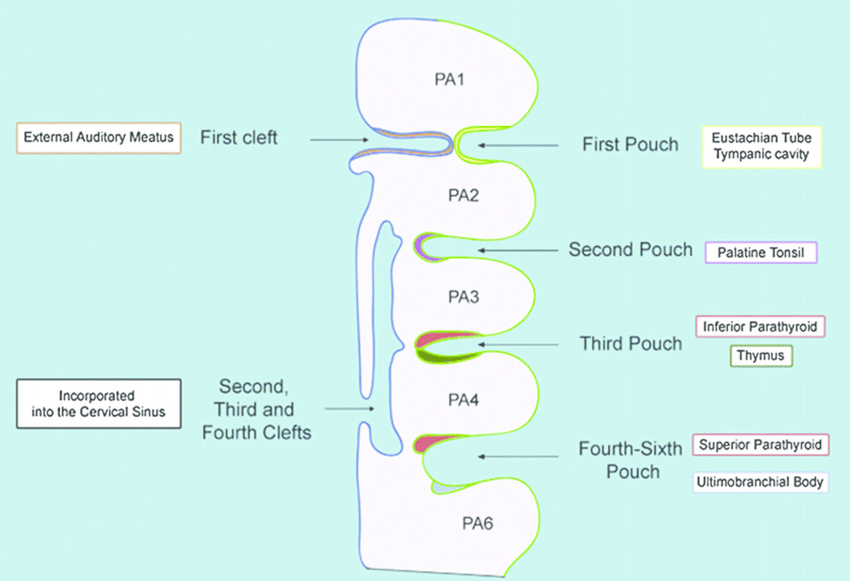 PA1
External Auditory Meatus
First cleft
First Pouch
Eustachian Tube
Tympanic cavity
PA2
Second Pouch
Palatine Tonsil
PA3
Inferior Parathyroid
Third Pouch
Thymus
Incorporated
into the Cervical Sinus
Second,
Third and
Fourth Clefts
PA4
Fourth-Sixth
Pouch
Superior Parathyroid
Ultimobranchial Body
PA6